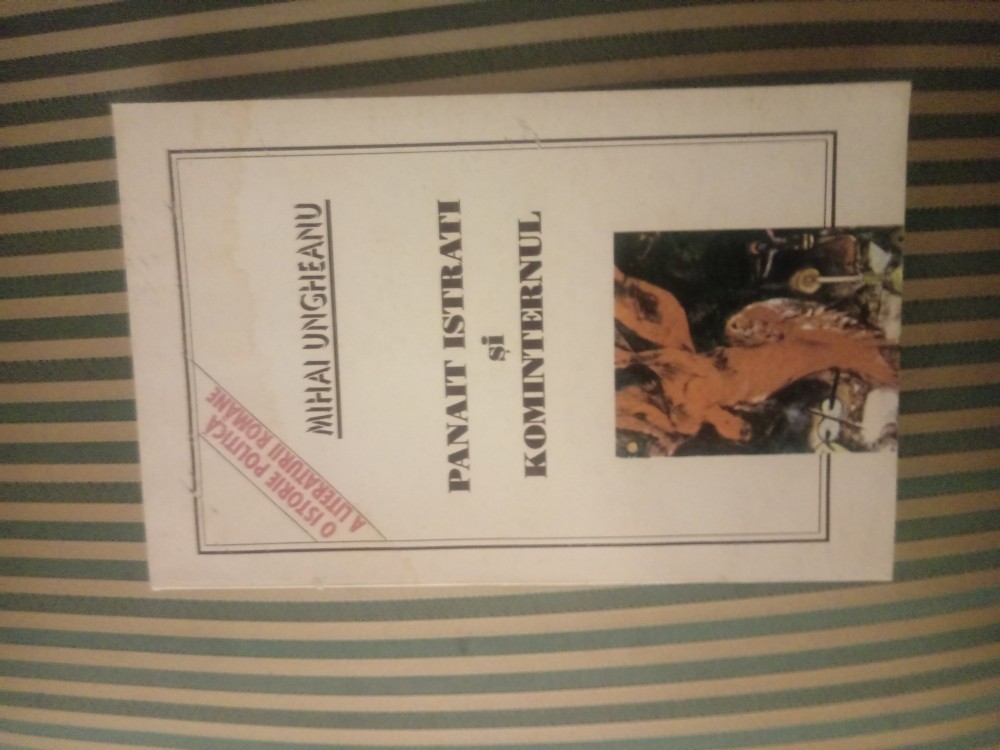 O ISTORIE POLITICĂ
A LITERATURII ROMÂNE
MIHAI UNGHEANU
PANAIT ISTRATI
și
KOMINTERNUL